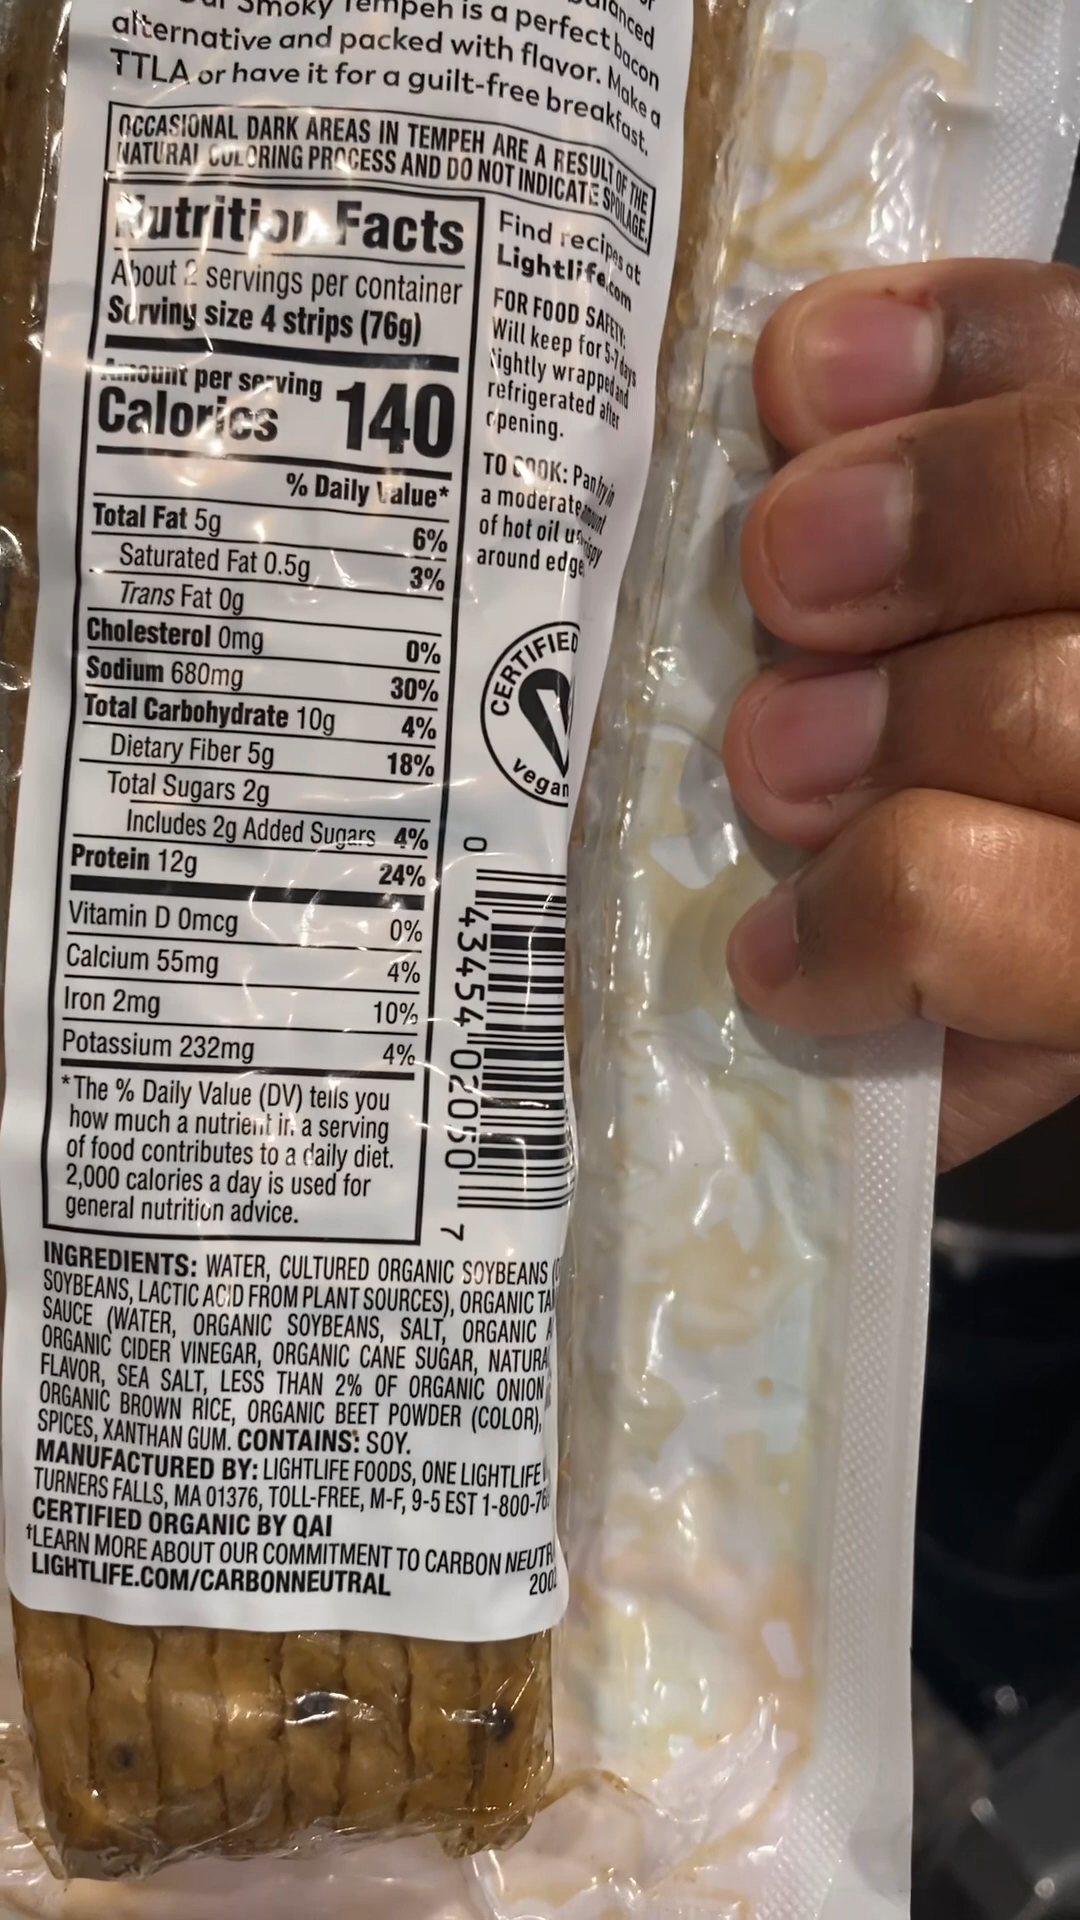 Smoky Tempeh is a perfect bacon
alternative and packed with flavor. Make a
TTLA or have it for a guilt-free breakfast.
OCCASIONAL DARK AREAS IN TEMPEH ARE A RESULT OF THE
NATURAL COLORING PROCESS AND DO NOT INDICATE SPOILAGE.
Nutrition Facts
About 2 servings per container
Serving size 4 strips (76g)
Amount per serving
Calories 140
% Daily Value*
Total Fat 5g 6%
Saturated Fat 0.5g 3%
Trans Fat 0g
Cholesterol 0mg 0%
Sodium 680mg 30%
Total Carbohydrate 10g 4%
Dietary Fiber 5g 18%
Total Sugars 2g
Includes 2g Added Sugars 4%
Protein 12g 24%
Vitamin D 0mcg 0%
Calcium 55mg 4%
Iron 2mg 10%
Potassium 232mg 4%
*The % Daily Value (DV) tells you
how much a nutrient in a serving
of food contributes to a daily diet.
2,000 calories a day is used for
general nutrition advice.
Find recipes at
Lightlife.com
FOR FOOD SAFETY:
Will keep for 5-7 days
tightly wrapped and
refrigerated after
opening.
TO COOK: Pan fry in
a moderate amount
of hot oil
around edge
CERTIFIED
vegan
0 43454 02050 7
INGREDIENTS: WATER, CULTURED ORGANIC SOYBEANS
SOYBEANS, LACTIC ACID FROM PLANT SOURCES), ORGANIC
SAUCE (WATER, ORGANIC SOYBEANS, SALT, ORGANIC
ORGANIC CIDER VINEGAR, ORGANIC CANE SUGAR, NATURAL
FLAVOR, SEA SALT, LESS THAN 2% OF ORGANIC ONION
ORGANIC BROWN RICE, ORGANIC BEET POWDER (COLOR),
SPICES, XANTHAN GUM. CONTAINS: SOY.
MANUFACTURED BY: LIGHTLIFE FOODS, ONE LIGHTLIFE
TURNERS FALLS, MA 01376, TOLL-FREE, M-F, 9-5 EST 1-800-76
CERTIFIED ORGANIC BY QAI
†LEARN MORE ABOUT OUR COMMITMENT TO CARBON NEUTR
LIGHTLIFE.COM/CARBONNEUTRAL
200